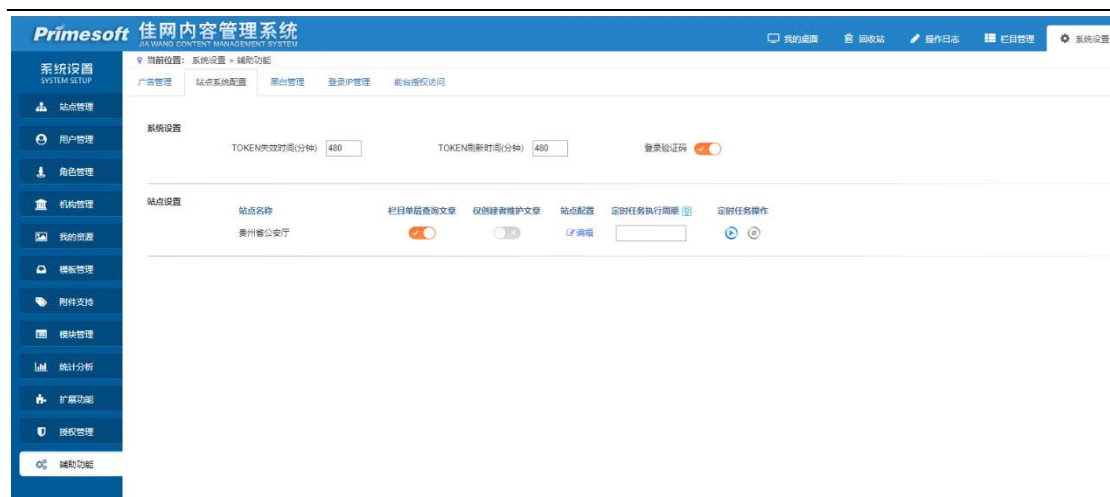 Primesoft 佳网内容管理系统
JIA WANG CONTENT MANAGEMENT SYSTEM
我的桌面 回收站 操作日志 栏目管理 系统设置
系统设置
SYSTEM SETUP
当前位置：系统设置 » 辅助功能
广告管理 站点系统配置 黑白管理 登录IP管理 前台授权访问
站点管理
用户管理
角色管理
机构管理
我的资源
模板管理
附件支持
模块管理
统计分析
扩展功能
授权管理
辅助功能
系统设置
TOKEN失效时间(分钟) 480 TOKEN刷新时间(分钟) 480 登录验证码
站点设置
站点名称 栏目单层查询文章 仅创建者维护文章 站点配置 定时任务执行周期 定时任务操作
贵州省公安厅 编辑